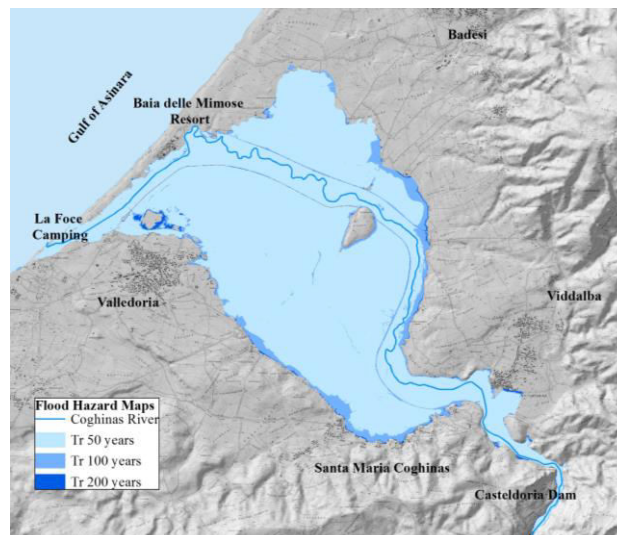 Badesi
Gulf of Asinara
Baia delle Mimose
Resort
La Foce
Camping
Valledoria
Viddalba
Flood Hazard Maps
Coghinas River
Tr 50 years
Tr 100 years
Tr 200 years
Santa Maria Coghinas
Casteldoria Dam